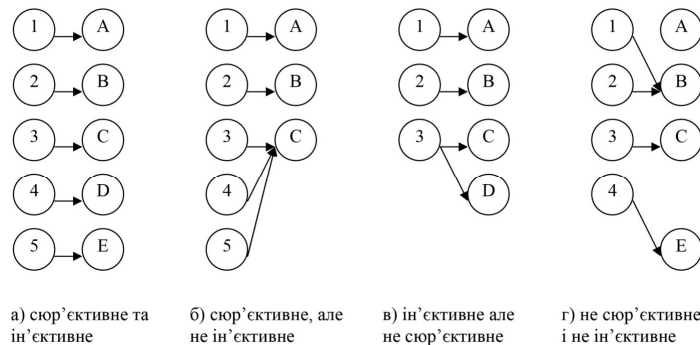 1 A 1 A 1 A 1 A
2 B 2 B 2 B 2 B
3 C 3 C 3 C 3 C
4 D 4 D 4
5 E 5 E
а) сюр’єктивне та б) сюр’єктивне, але в) ін’єктивне але г) не сюр’єктивне
ін’єктивне не ін’єктивне не сюр’єктивне і не ін’єктивне